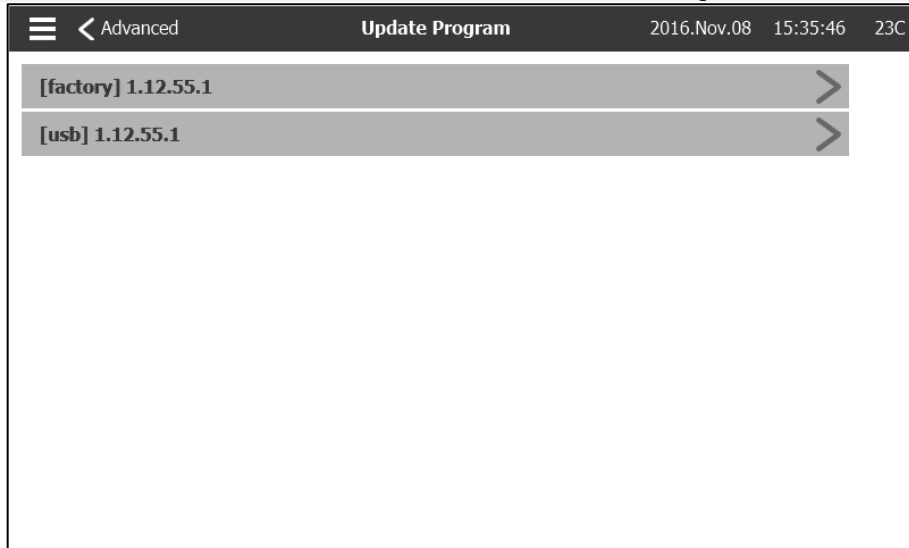 Advanced Update Program 2016.Nov.08 15:35:46 23C
[factory] 1.12.55.1
[usb] 1.12.55.1